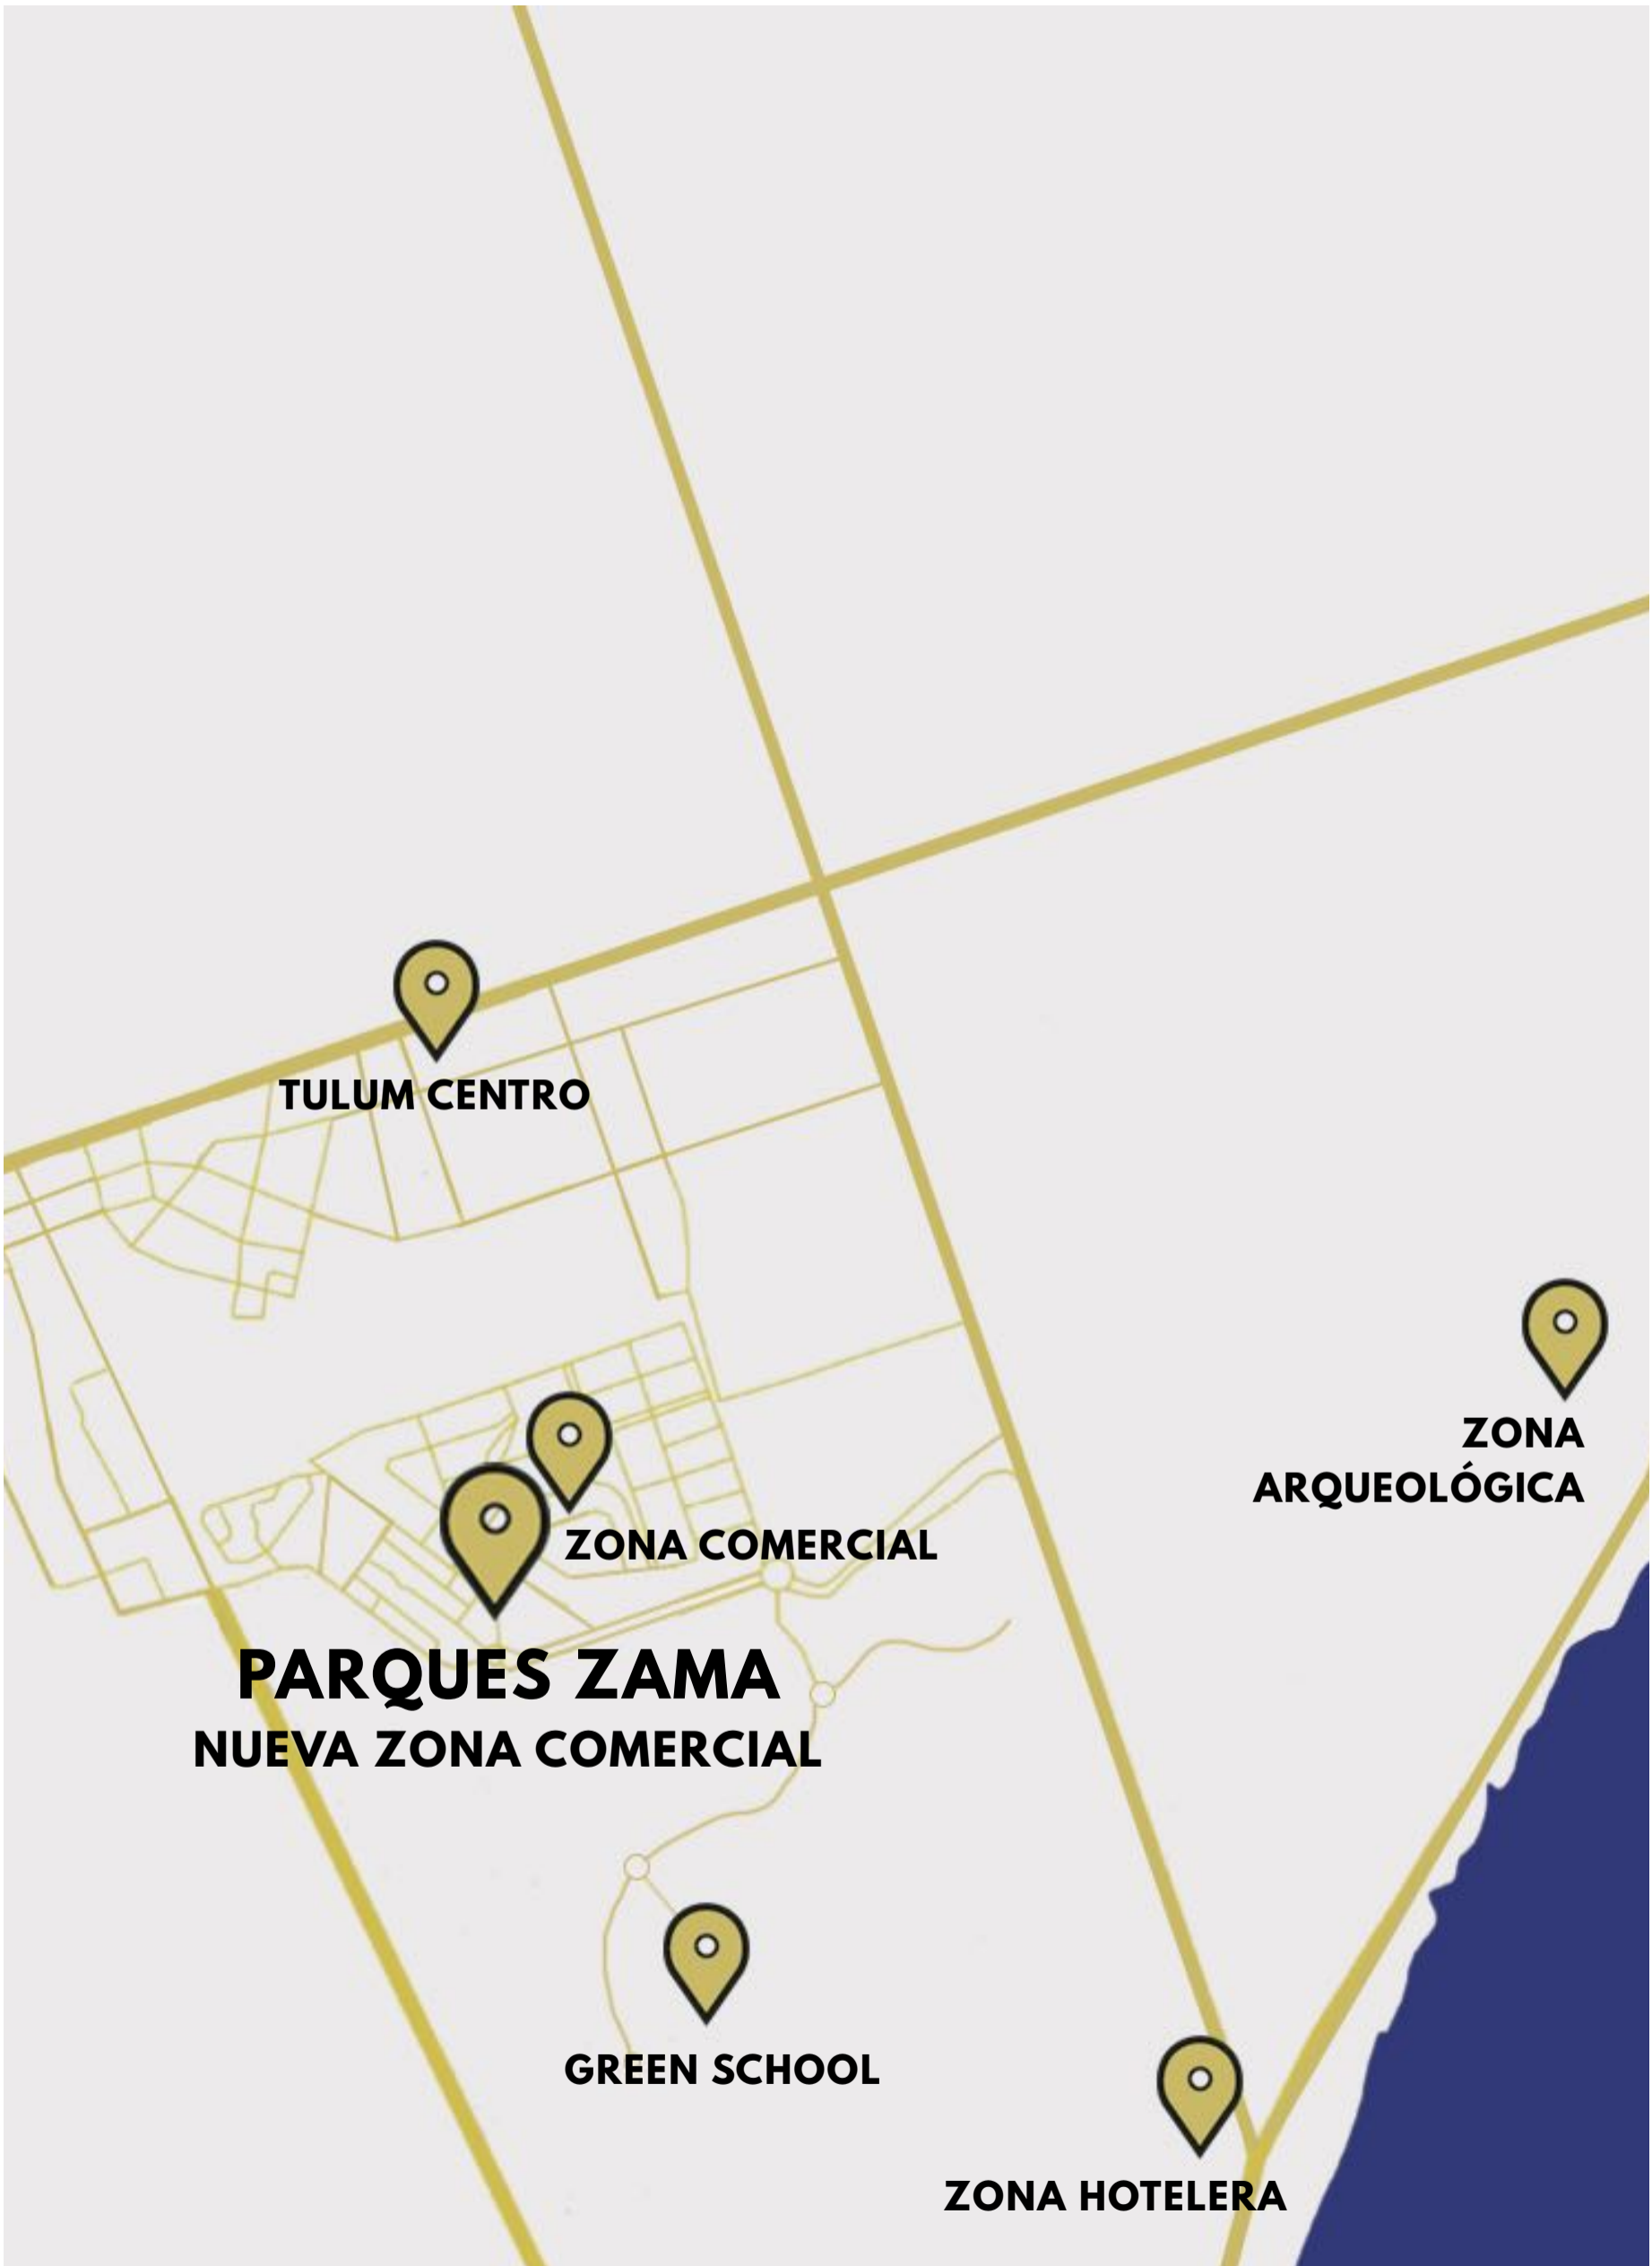 TULUM CENTRO
ZONA
ARQUEOLÓGICA
ZONA COMERCIAL
PARQUES ZAMA
NUEVA ZONA COMERCIAL
GREEN SCHOOL
ZONA HOTELERA